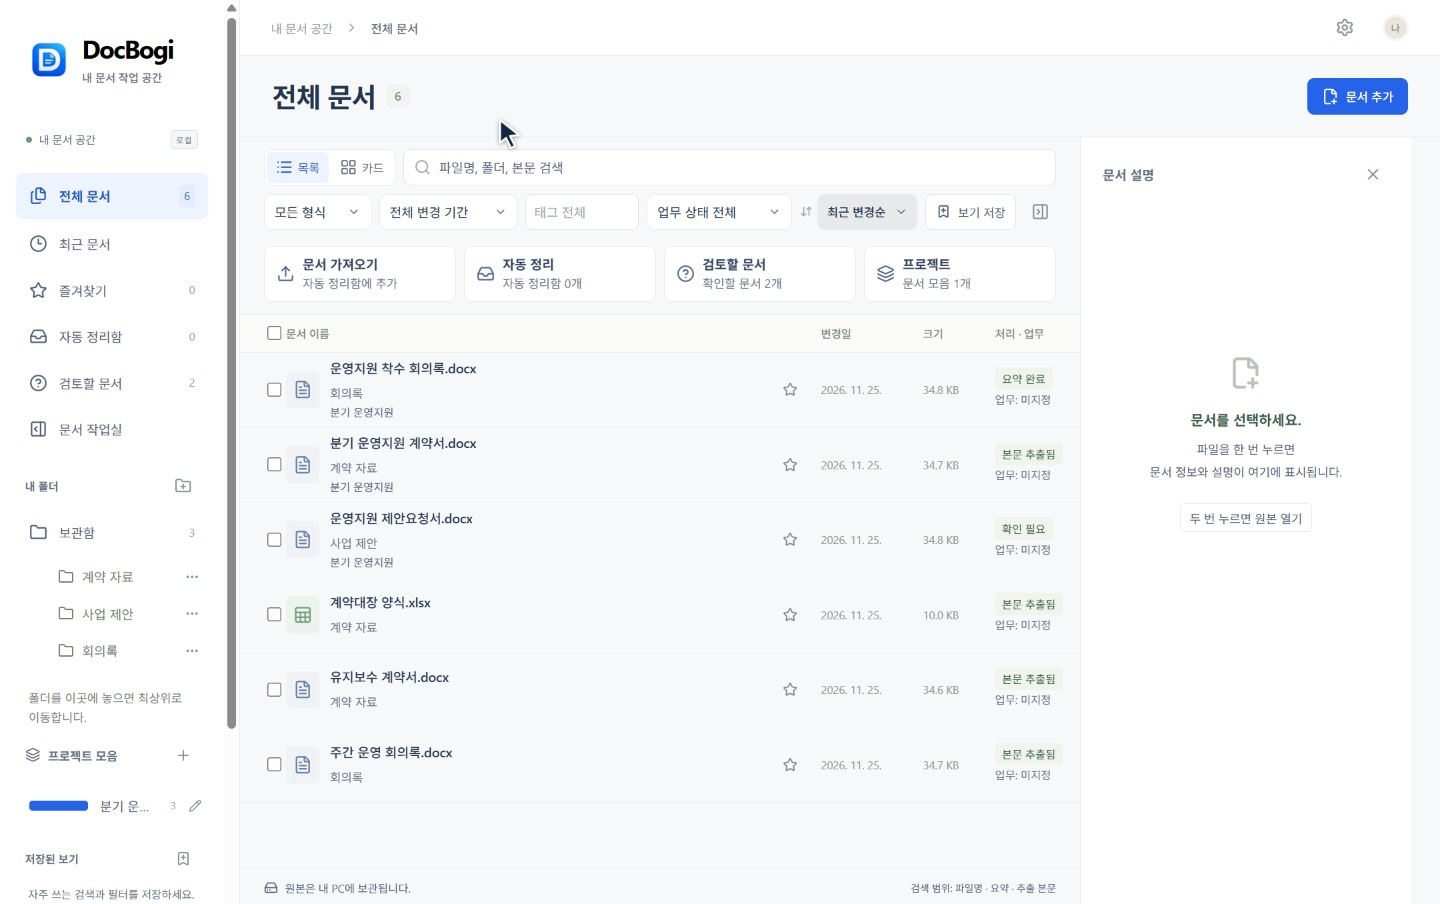 DocBogi
내 문서 작업 공간
내 문서 공간
로컬
전체 문서
6
최근 문서
즐겨찾기
0
자동 정리함
0
검토할 문서
2
문서 작업실
내 폴더
보관함
3
계약 자료
사업 제안
회의록
폴더를 이곳에 놓으면 최상위로
이동합니다.
프로젝트 모음
분기 운...
3
저장된 보기
자주 쓰는 검색과 필터를 저장하세요.
내 문서 공간
전체 문서
나
전체 문서
6
문서 추가
목록
카드
파일명, 폴더, 본문 검색
모든 형식
전체 변경 기간
태그 전체
업무 상태 전체
최근 변경순
보기 저장
문서 가져오기
자동 정리함에 추가
자동 정리
자동 정리함 0개
검토할 문서
확인할 문서 2개
프로젝트
문서 모음 1개
문서 이름
변경일
크기
처리 · 업무
운영지원 착수 회의록.docx
회의록
분기 운영지원
2026. 11. 25.
34.8 KB
요약 완료
업무: 미지정
분기 운영지원 계약서.docx
계약 자료
분기 운영지원
2026. 11. 25.
34.7 KB
본문 추출됨
업무: 미지정
운영지원 제안요청서.docx
사업 제안
분기 운영지원
2026. 11. 25.
34.8 KB
확인 필요
업무: 미지정
계약대장 양식.xlsx
계약 자료
2026. 11. 25.
10.0 KB
본문 추출됨
업무: 미지정
유지보수 계약서.docx
계약 자료
2026. 11. 25.
34.6 KB
본문 추출됨
업무: 미지정
주간 운영 회의록.docx
회의록
2026. 11. 25.
34.7 KB
본문 추출됨
업무: 미지정
원본은 내 PC에 보관됩니다.
검색 범위: 파일명 · 요약 · 추출 본문
문서 설명
문서를 선택하세요.
파일을 한 번 누르면
문서 정보와 설명이 여기에 표시됩니다.
두 번 누르면 원본 열기